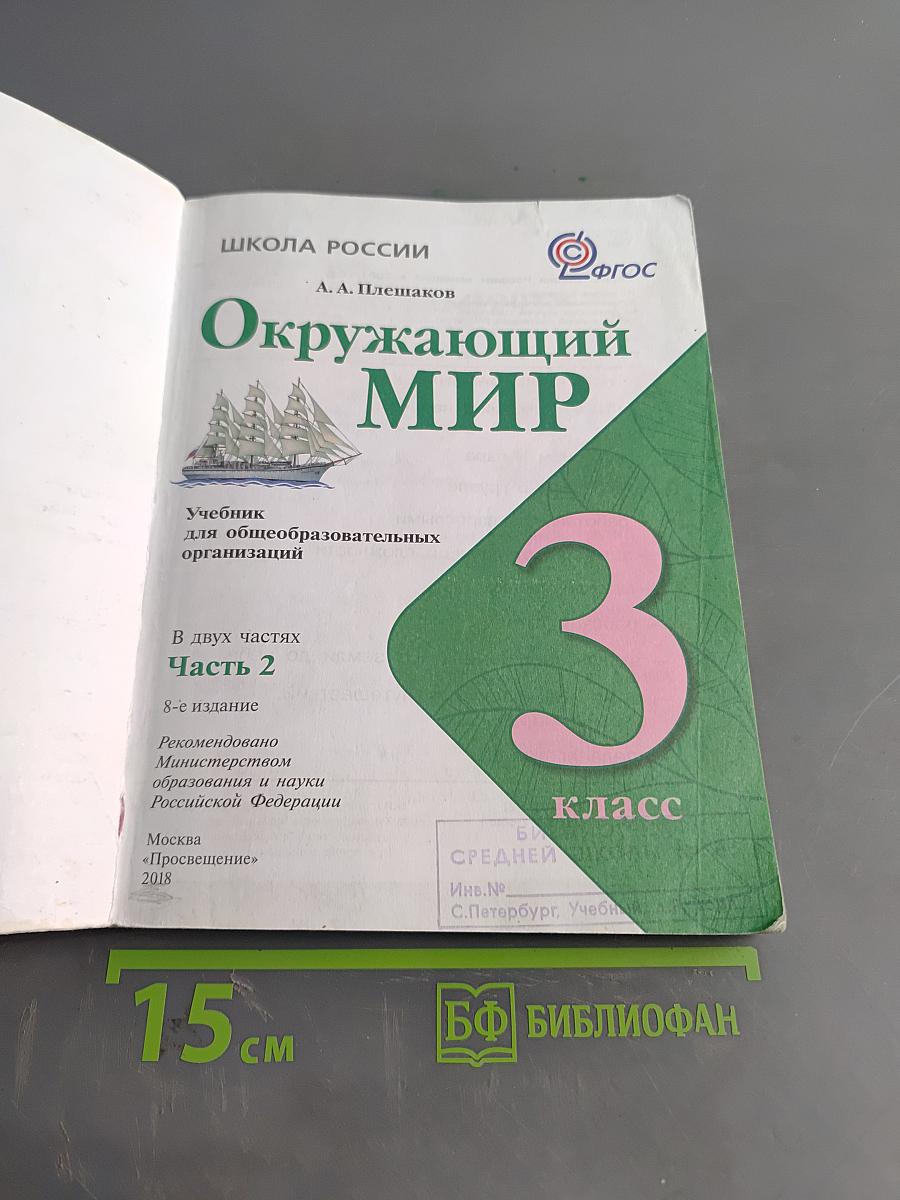 ШКОЛА РОССИИ
ФГОС
А. А. Плешаков
Окружающий
МИР
Учебник
для общеобразовательных
организаций
3
класс
В двух частях
Часть 2
8-е издание
Рекомендовано
Министерством
образования и науки
Российской Федерации
Москва
«Просвещение»
2018
СРЕДНЕЙ
Инв.№
С.Петербург,
15 см
БФ БИБЛИОФАН